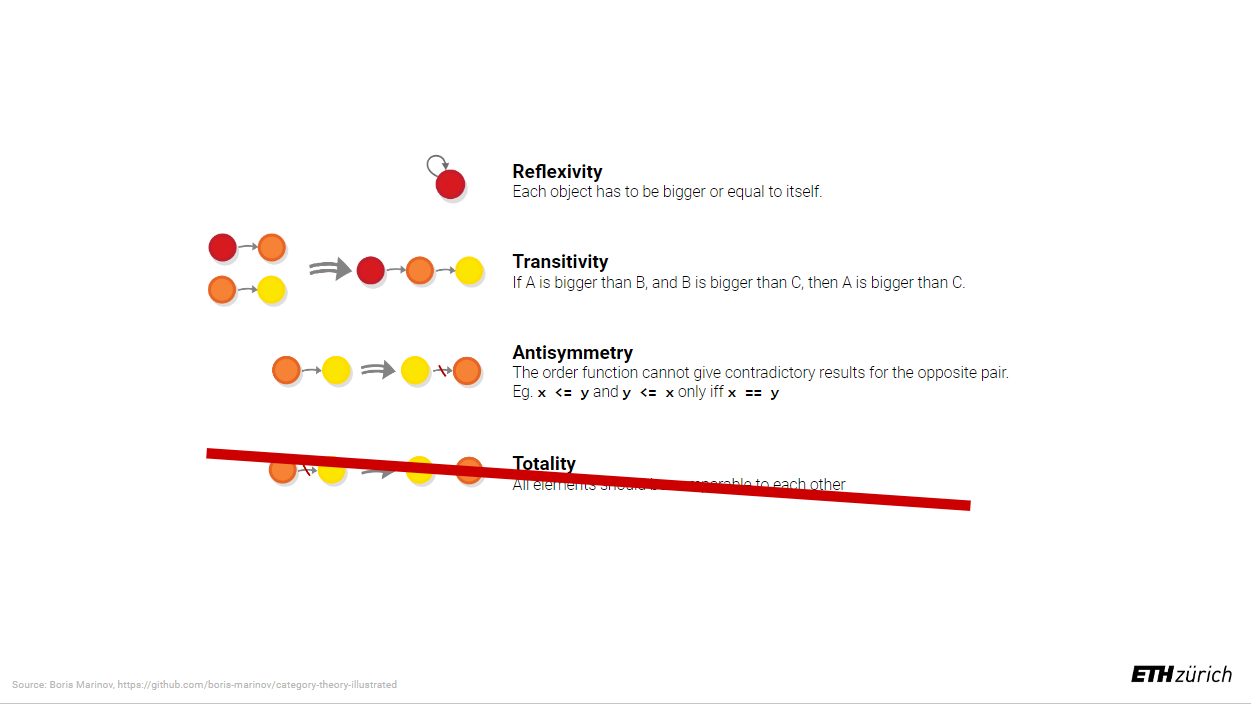 Reflexivity
Each object has to be bigger or equal to itself.
Transitivity
If A is bigger than B, and B is bigger than C, then A is bigger than C.
Antisymmetry
The order function cannot give contradictory results for the opposite pair.
Eg. x <= y and y <= x only iff x == y
Totality
All elements should be comparable to each other
Source: Boris Marinov, https://github.com/boris-marinov/category-theory-illustrated
ETH zürich